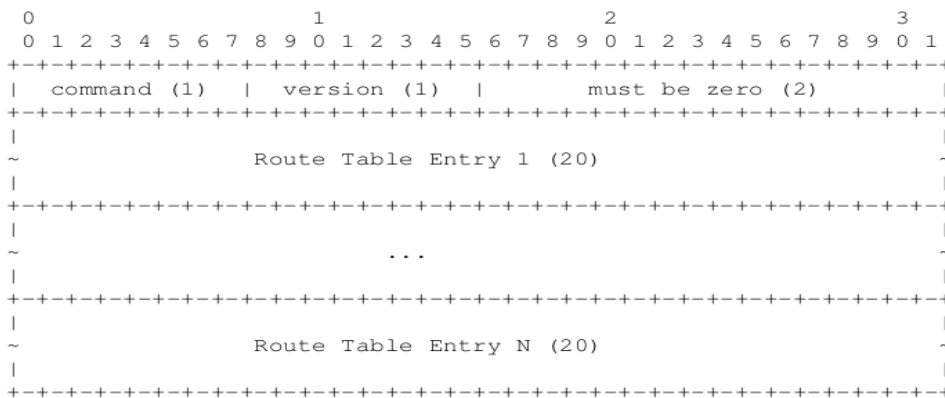 0                   1                   2                   3
 0 1 2 3 4 5 6 7 8 9 0 1 2 3 4 5 6 7 8 9 0 1 2 3 4 5 6 7 8 9 0 1
+-+-+-+-+-+-+-+-+-+-+-+-+-+-+-+-+-+-+-+-+-+-+-+-+-+-+-+-+-+-+-+-+
|  command (1)  |  version (1)  |       must be zero (2)        |
+-+-+-+-+-+-+-+-+-+-+-+-+-+-+-+-+-+-+-+-+-+-+-+-+-+-+-+-+-+-+-+-+
|                                                               |
~                Route Table Entry 1 (20)                       ~
|                                                               |
+-+-+-+-+-+-+-+-+-+-+-+-+-+-+-+-+-+-+-+-+-+-+-+-+-+-+-+-+-+-+-+-+
|                                                               |
~                         ...                                   ~
|                                                               |
+-+-+-+-+-+-+-+-+-+-+-+-+-+-+-+-+-+-+-+-+-+-+-+-+-+-+-+-+-+-+-+-+
|                                                               |
~                Route Table Entry N (20)                       ~
|                                                               |
+-+-+-+-+-+-+-+-+-+-+-+-+-+-+-+-+-+-+-+-+-+-+-+-+-+-+-+-+-+-+-+-+